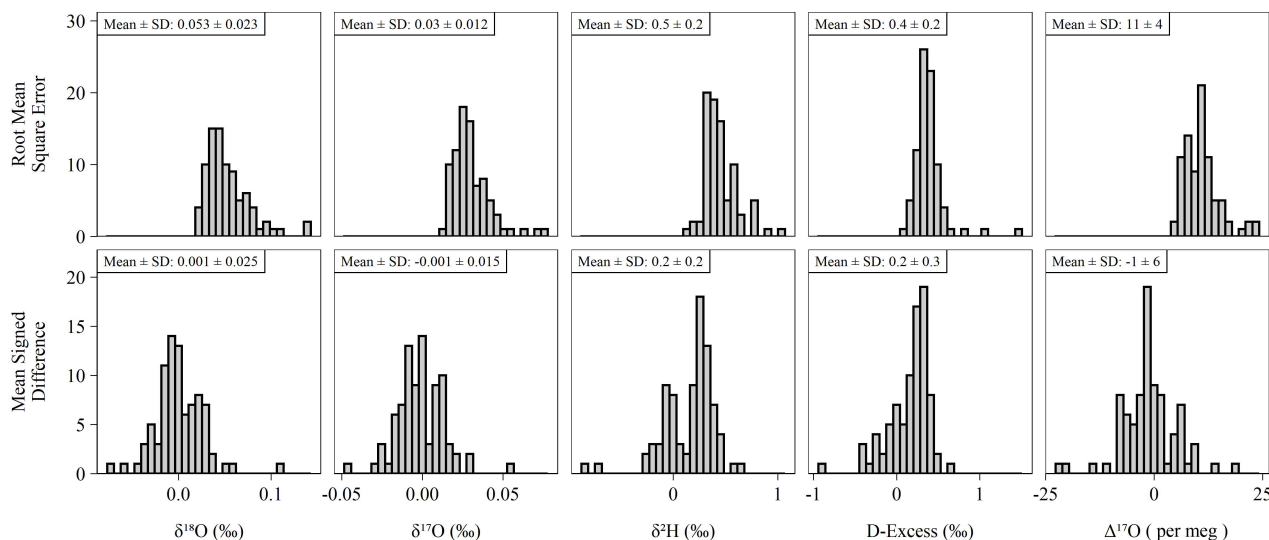 Mean ± SD: 0.053 ± 0.023
Mean ± SD: 0.03 ± 0.012
Mean ± SD: 0.5 ± 0.2
Mean ± SD: 0.4 ± 0.2
Mean ± SD: 11 ± 4
Root Mean
Square Error
30
20
10
0
Mean ± SD: 0.001 ± 0.025
Mean ± SD: -0.001 ± 0.015
Mean ± SD: 0.2 ± 0.2
Mean ± SD: 0.2 ± 0.3
Mean ± SD: -1 ± 6
Mean Signed
Difference
20
15
10
5
0
0.0 0.1
-0.05 0.00 0.05
0 1
-1 0 1
-25 0 25
δ¹⁸O (‰)
δ¹⁷O (‰)
δ²H (‰)
D-Excess (‰)
Δ¹⁷O ( per meg )